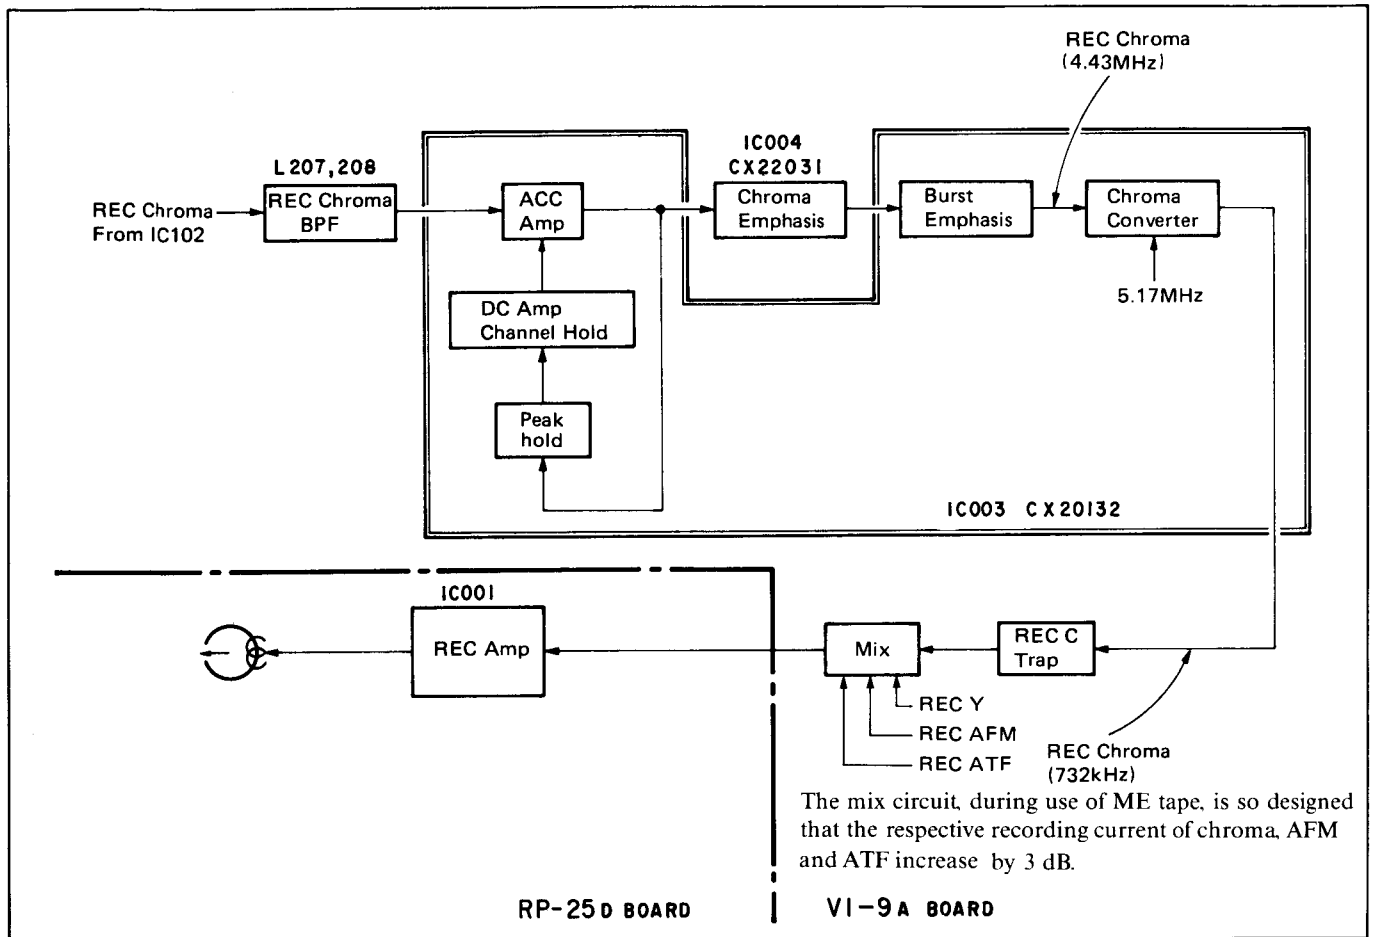 REC Chroma
(4.43MHz)
IC004
CX22031
L207,208
REC Chroma
From IC102
REC Chroma
BPF
ACC
Amp
Chroma
Emphasis
Burst
Emphasis
Chroma
Converter
5.17MHz
DC Amp
Channel Hold
Peak
hold
IC003 CX20132
IC001
REC Amp
Mix
REC C
Trap
REC Y
REC AFM
REC ATF
REC Chroma
(732kHz)
The mix circuit, during use of ME tape, is so designed
that the respective recording current of chroma, AFM
and ATF increase by 3 dB.
RP-25D BOARD
VI-9A BOARD